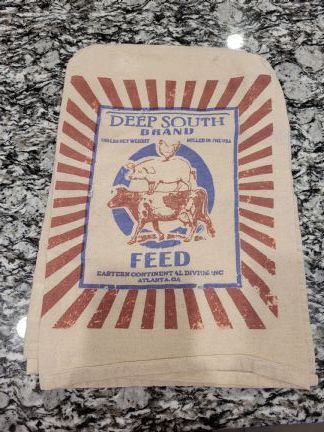 DEEP SOUTH
BRAND
100 LBS NET WEIGHT MILLED IN THE USA
FEED
EASTERN CONTINENTAL DIVIDE INC
ATLANTA, GA